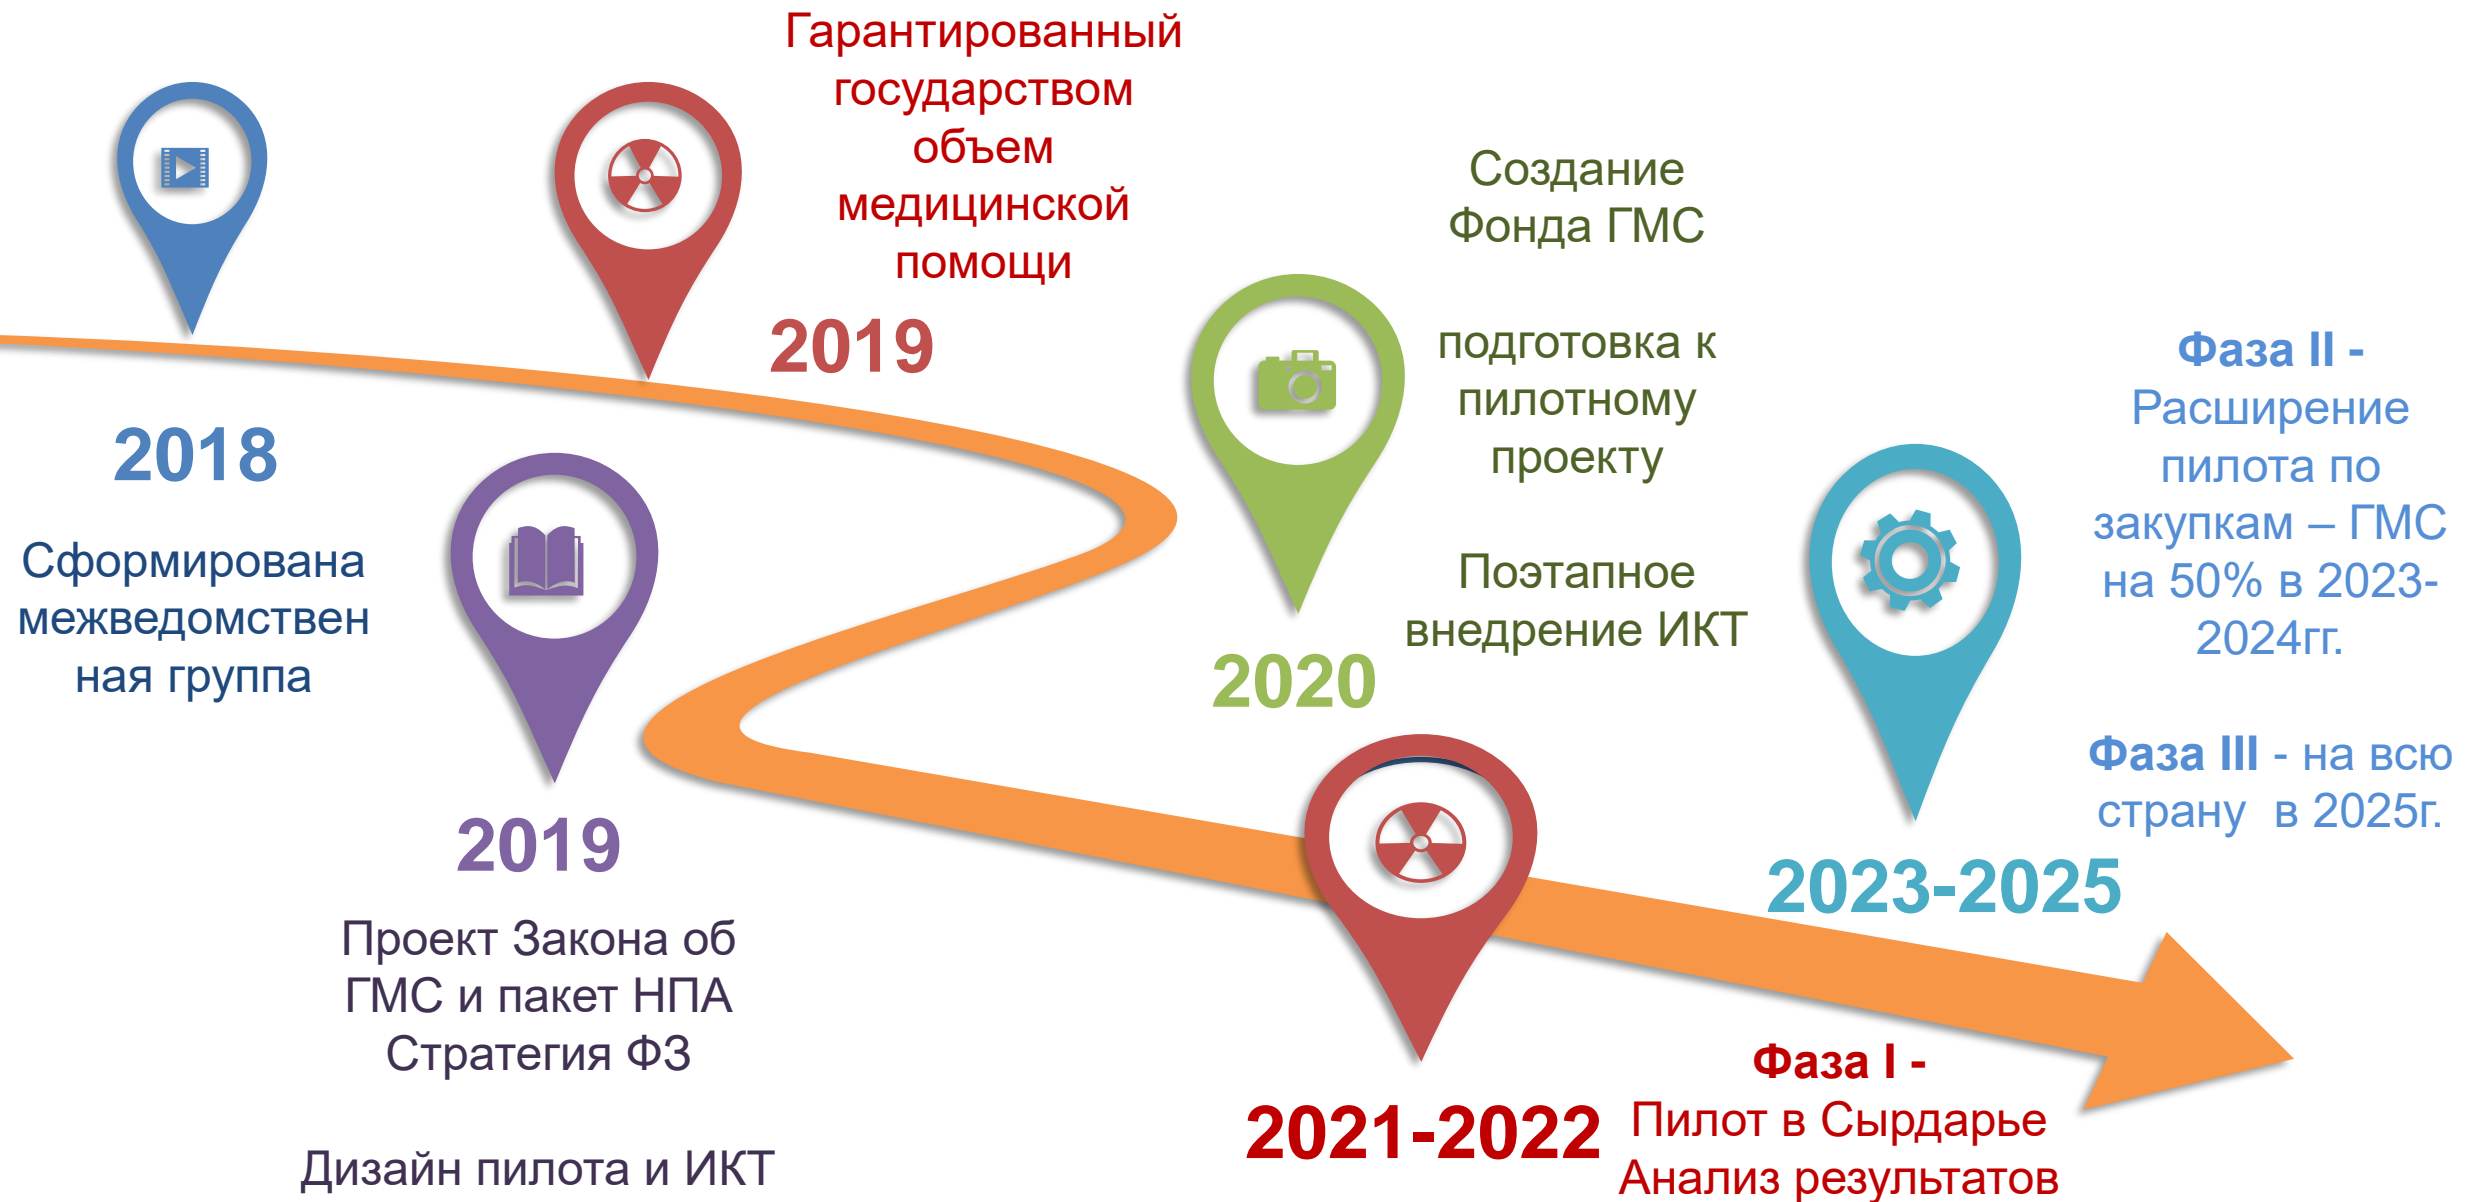 2018
Сформирована
межведомствен
ная группа
Гарантированный
государством
объем
медицинской
помощи
2019
2019
Проект Закона об
ГМС и пакет НПА
Стратегия ФЗ
Дизайн пилота и ИКТ
Создание
Фонда ГМС
подготовка к
пилотному
проекту
Поэтапное
внедрение ИКТ
2020
2021-2022
Фаза I -
Пилот в Сырдарье
Анализ результатов
Фаза II -
Расширение
пилота по
закупкам – ГМС
на 50% в 2023-
2024гг.
Фаза III - на всю
страну  в 2025г.
2023-2025